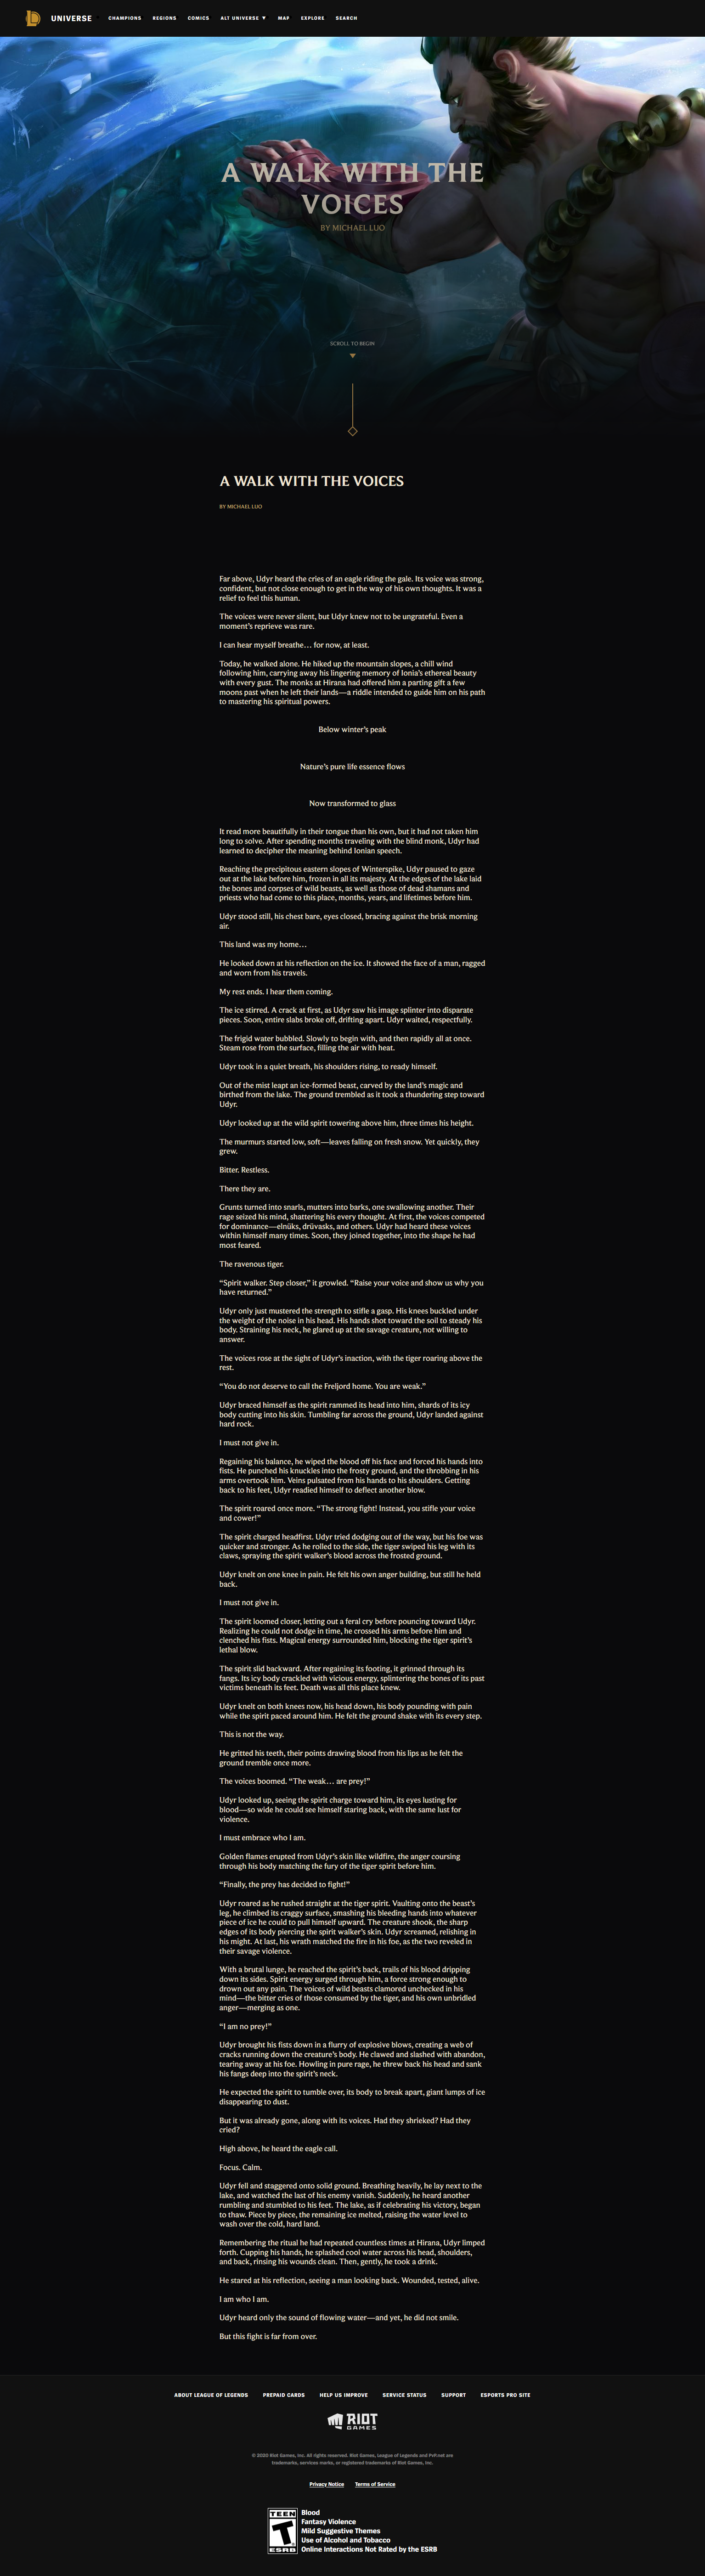 UNIVERSE CHAMPIONS REGIONS COMICS ALT UNIVERSE ▼ MAP EXPLORE SEARCH
A WALK WITH THE
VOICES
BY MICHAEL LUO
SCROLL TO BEGIN
A WALK WITH THE VOICES
BY MICHAEL LUO
Far above, Udyr heard the cries of an eagle riding the gale. Its voice was strong,
confident, but not close enough to get in the way of his own thoughts. It was a
relief to feel this human.
The voices were never silent, but Udyr knew not to be ungrateful. Even a
moment's reprieve was rare.
I can hear myself breathe… for now, at least.
Today, he walked alone. He hiked up the mountain slopes, a chill wind
following him, carrying away his lingering memory of Ionia's ethereal beauty
with every gust. The monks at Hirana had offered him a parting gift a few
moons past when he left their lands—a riddle intended to guide him on his path
to mastering his spiritual powers.
Below winter's peak
Nature's pure life essence flows
Now transformed to glass
It read more beautifully in their tongue than his own, but it had not taken him
long to solve. After spending months traveling with the blind monk, Udyr had
learned to decipher the meaning behind Ionian speech.
Reaching the precipitous eastern slopes of Winterspike, Udyr paused to gaze
out at the lake before him, frozen in all its majesty. At the edges of the lake laid
the bones and corpses of wild beasts, as well as those of dead shamans and
priests who had come to this place, months, years, and lifetimes before him.
Udyr stood still, his chest bare, eyes closed, bracing against the brisk morning
air.
This land was my home…
He looked down at his reflection on the ice. It showed the face of a man, ragged
and worn from his travels.
My rest ends. I hear them coming.
The ice stirred. A crack at first, as Udyr saw his image splinter into disparate
pieces. Soon, entire slabs broke off, drifting apart. Udyr waited, respectfully.
The frigid water bubbled. Slowly to begin with, and then rapidly all at once.
Steam rose from the surface, filling the air with heat.
Udyr took in a quiet breath, his shoulders rising, to ready himself.
Out of the mist leapt an ice-formed beast, carved by the land's magic and
birthed from the lake. The ground trembled as it took a thundering step toward
Udyr.
Udyr looked up at the wild spirit towering above him, three times his height.
The murmurs started low, soft—leaves falling on fresh snow. Yet quickly, they
grew.
Bitter. Restless.
There they are.
Grunts turned into snarls, mutters into barks, one swallowing another. Their
rage seized his mind, shattering his every thought. At first, the voices competed
for dominance—elnüks, drüvasks, and others. Udyr had heard these voices
within himself many times. Soon, they joined together, into the shape he had
most feared.
The ravenous tiger.
“Spirit walker. Step closer,” it growled. “Raise your voice and show us why you
have returned.”
Udyr only just mustered the strength to stifle a gasp. His knees buckled under
the weight of the noise in his head. His hands shot toward the soil to steady his
body. Straining his neck, he glared up at the savage creature, not willing to
answer.
The voices rose at the sight of Udyr's inaction, with the tiger roaring above the
rest.
“You do not deserve to call the Freljord home. You are weak.”
Udyr braced himself as the spirit rammed its head into him, shards of its icy
body cutting into his skin. Tumbling far across the ground, Udyr landed against
hard rock.
I must not give in.
Regaining his balance, he wiped the blood off his face and forced his hands into
fists. He punched his knuckles into the frosty ground, and the throbbing in his
arms overtook him. Veins pulsated from his hands to his shoulders. Getting
back to his feet, Udyr readied himself to deflect another blow.
The spirit roared once more. “The strong fight! Instead, you stifle your voice
and cower!”
The spirit charged headfirst. Udyr tried dodging out of the way, but his foe was
quicker and stronger. As he rolled to the side, the tiger swiped his leg with its
claws, spraying the spirit walker's blood across the frosted ground.
Udyr knelt on one knee in pain. He felt his own anger building, but still he held
back.
I must not give in.
The spirit loomed closer, letting out a feral cry before pouncing toward Udyr.
Realizing he could not dodge in time, he crossed his arms before him and
clenched his fists. Magical energy surrounded him, blocking the tiger spirit's
lethal blow.
The spirit slid backward. After regaining its footing, it grinned through its
fangs. Its icy body crackled with vicious energy, splintering the bones of its past
victims beneath its feet. Death was all this place knew.
Udyr knelt on both knees now, his head down, his body pounding with pain
while the spirit paced around him. He felt the ground shake with its every step.
This is not the way.
He gritted his teeth, their points drawing blood from his lips as he felt the
ground tremble once more.
The voices boomed. “The weak… are prey!”
Udyr looked up, seeing the spirit charge toward him, its eyes lusting for
blood—so wide he could see himself staring back, with the same lust for
violence.
I must embrace who I am.
Golden flames erupted from Udyr's skin like wildfire, the anger coursing
through his body matching the fury of the tiger spirit before him.
“Finally, the prey has decided to fight!”
Udyr roared as he rushed straight at the tiger spirit. Vaulting onto the beast's
leg, he climbed its craggy surface, smashing his bleeding hands into whatever
piece of ice he could to pull himself upward. The creature shook, the sharp
edges of its body piercing the spirit walker's skin. Udyr screamed, relishing in
his might. At last, his wrath matched the fire in his foe, as the two reveled in
their savage violence.
With a brutal lunge, he reached the spirit's back, trails of his blood dripping
down its sides. Spirit energy surged through him, a force strong enough to
drown out any pain. The voices of wild beasts clamored unchecked in his
mind—the bitter cries of those consumed by the tiger, and his own unbridled
anger—merging as one.
“I am no prey!”
Udyr brought his fists down in a flurry of explosive blows, creating a web of
cracks running down the creature's body. He clawed and slashed with abandon,
tearing away at his foe. Howling in pure rage, he threw back his head and sank
his fangs deep into the spirit's neck.
He expected the spirit to tumble over, its body to break apart, giant lumps of ice
disappearing to dust.
But it was already gone, along with its voices. Had they shrieked? Had they
cried?
High above, he heard the eagle call.
Focus. Calm.
Udyr fell and staggered onto solid ground. Breathing heavily, he lay next to the
lake, and watched the last of his enemy vanish. Suddenly, he heard another
rumbling and stumbled to his feet. The lake, as if celebrating his victory, began
to thaw. Piece by piece, the remaining ice melted, raising the water level to
wash over the cold, hard land.
Remembering the ritual he had repeated countless times at Hirana, Udyr limped
forth. Cupping his hands, he splashed cool water across his head, shoulders,
and back, rinsing his wounds clean. Then, gently, he took a drink.
He stared at his reflection, seeing a man looking back. Wounded, tested, alive.
I am who I am.
Udyr heard only the sound of flowing water—and yet, he did not smile.
But this fight is far from over.
ABOUT LEAGUE OF LEGENDS PREPAID CARDS HELP US IMPROVE SERVICE STATUS SUPPORT ESPORTS PRO SITE
RIOT
GAMES
© 2020 Riot Games, Inc. All rights reserved. Riot Games, League of Legends and PvP.net are
trademarks, services marks, or registered trademarks of Riot Games, Inc.
Privacy Notice Terms of Service
TEEN
T
ESRB
Blood
Fantasy Violence
Mild Suggestive Themes
Use of Alcohol and Tobacco
Online Interactions Not Rated by the ESRB